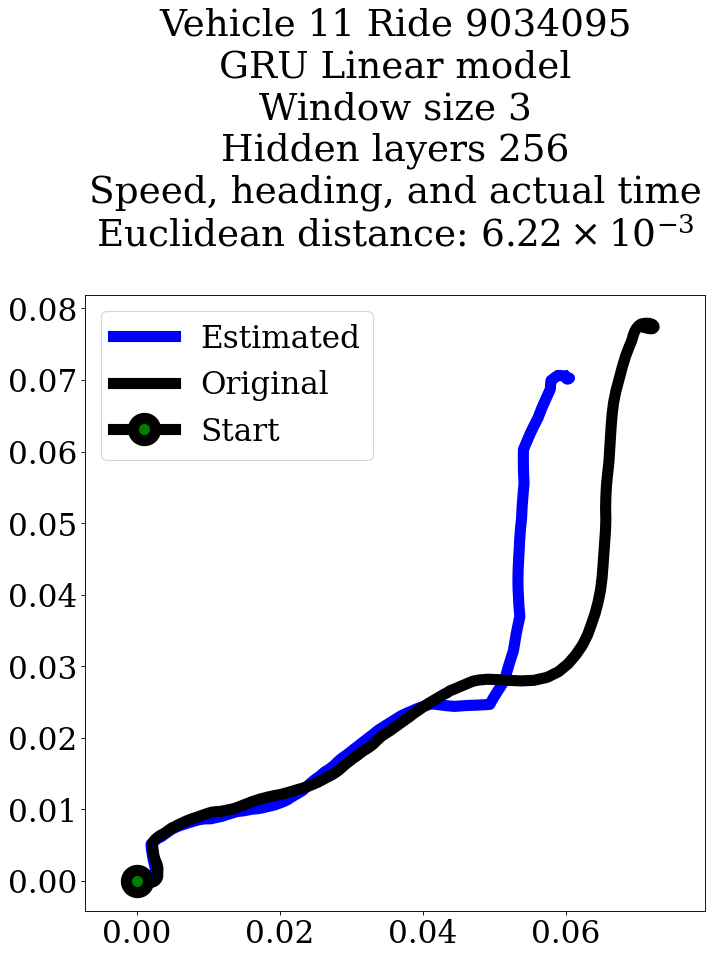 Vehicle 11 Ride 9034095
GRU Linear model
Window size 3
Hidden layers 256
Speed, heading, and actual time
Euclidean distance: 6.22 × 10⁻³
0.08
0.07
0.06
0.05
0.04
0.03
0.02
0.01
0.00
Estimated
Original
Start
0.00 0.02 0.04 0.06